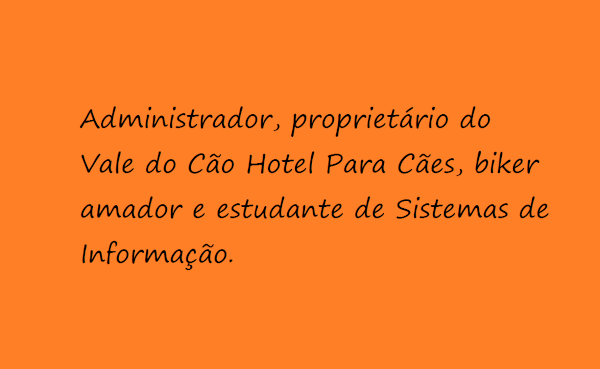 Administrador, proprietário do
Vale do Cão Hotel Para Cães, biker
amador e estudante de Sistemas de
Informação.